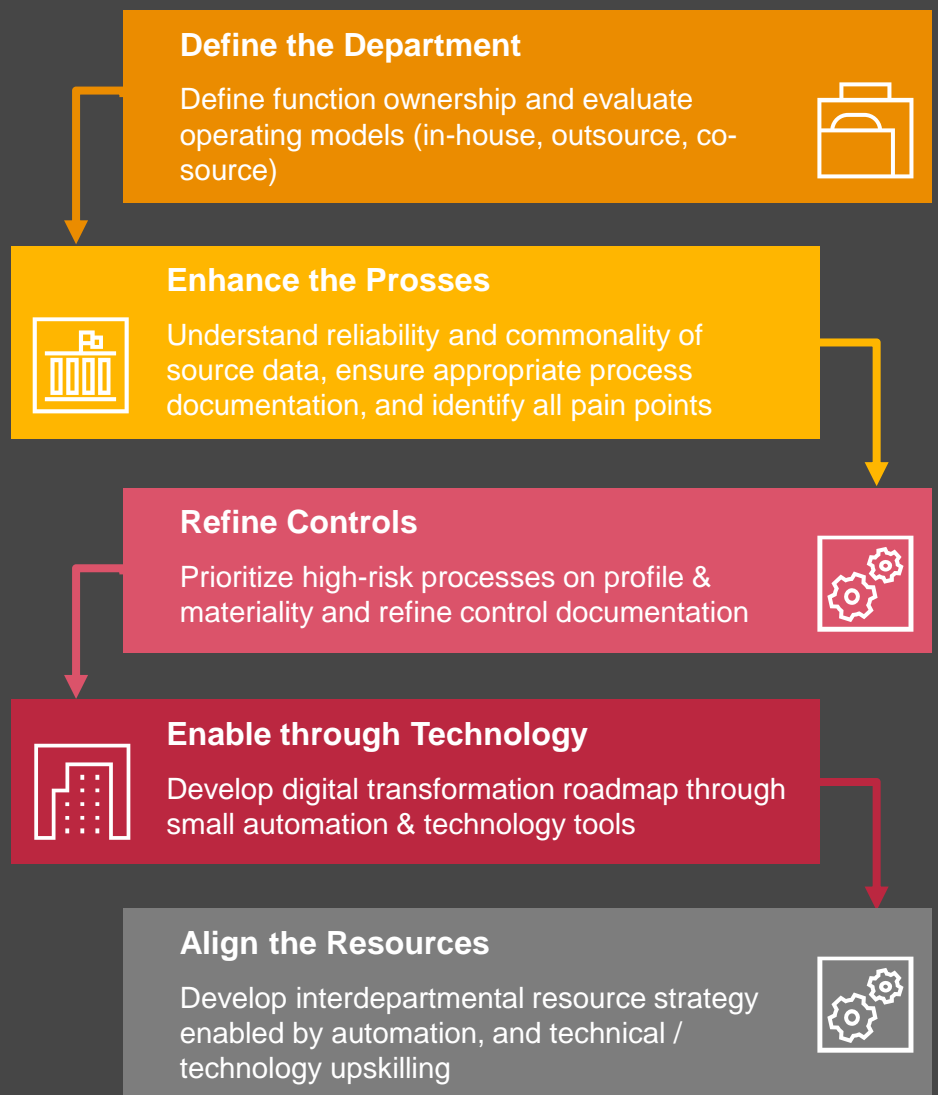 Define the Department
Define function ownership and evaluate
operating models (in-house, outsource, co-
source)
Enhance the Prosses
Understand reliability and commonality of
source data, ensure appropriate process
documentation, and identify all pain points
Refine Controls
Prioritize high-risk processes on profile &
materiality and refine control documentation
Enable through Technology
Develop digital transformation roadmap through
small automation & technology tools
Align the Resources
Develop interdepartmental resource strategy
enabled by automation, and technical /
technology upskilling